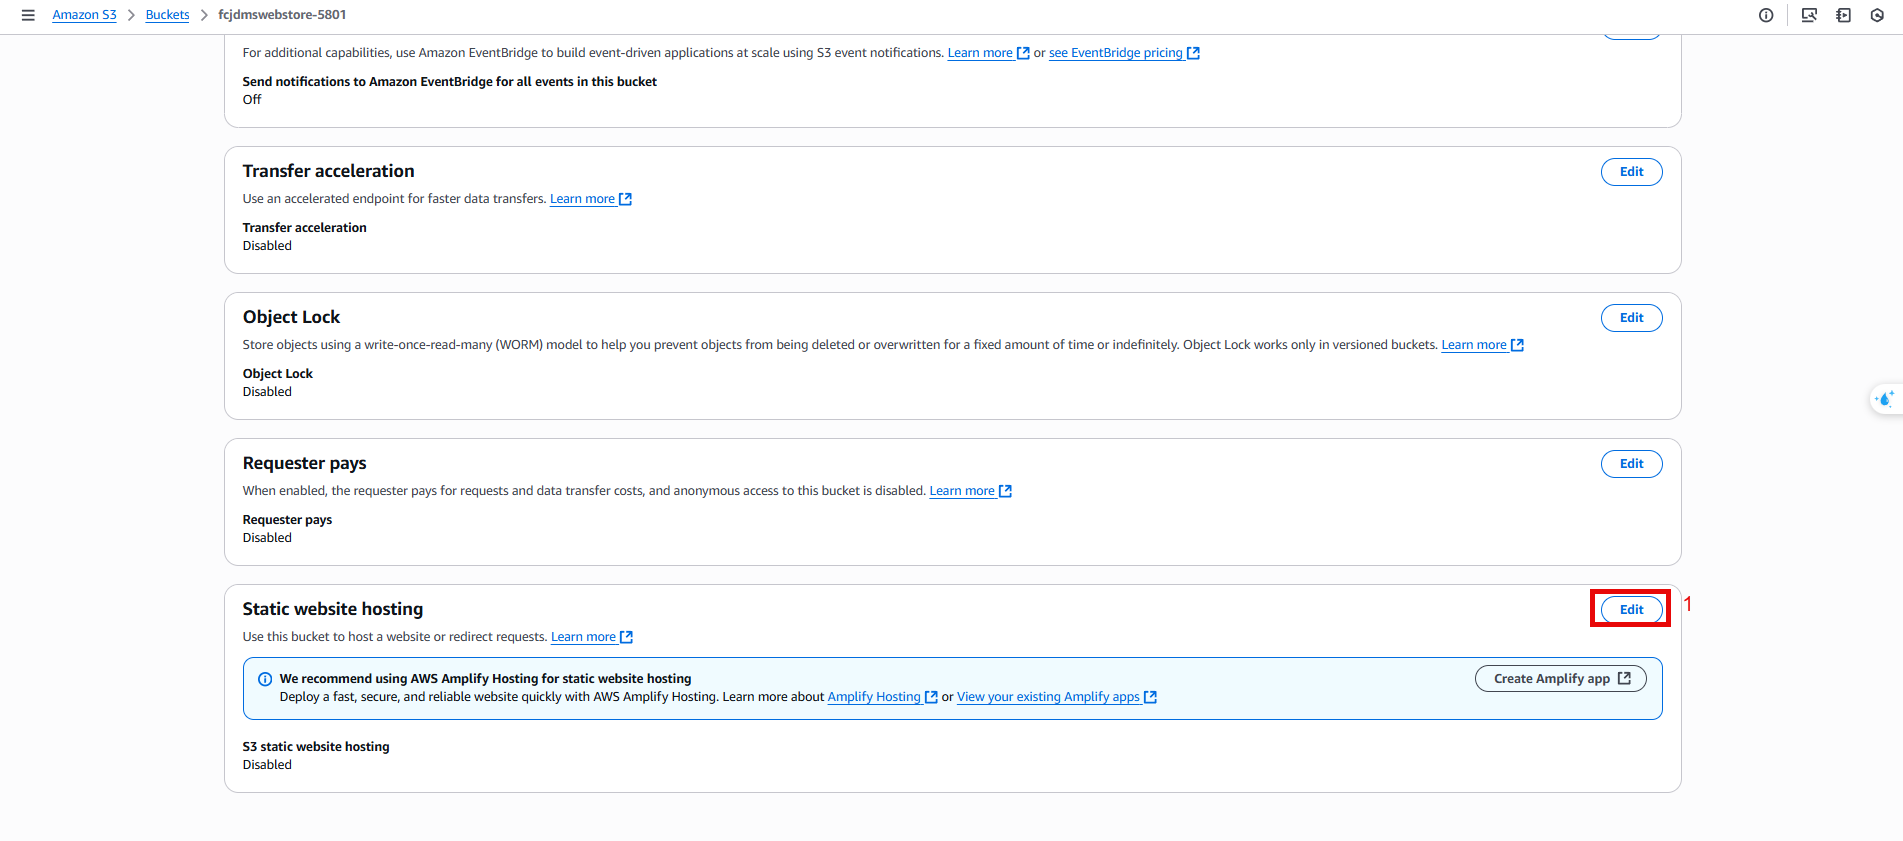 Amazon S3 > Buckets > fcjdmswebstore-5801
For additional capabilities, use Amazon EventBridge to build event-driven applications at scale using S3 event notifications. Learn more or see EventBridge pricing
Send notifications to Amazon EventBridge for all events in this bucket
Off
Transfer acceleration
Edit
Use an accelerated endpoint for faster data transfers. Learn more
Transfer acceleration
Disabled
Object Lock
Edit
Store objects using a write-once-read-many (WORM) model to help you prevent objects from being deleted or overwritten for a fixed amount of time or indefinitely. Object Lock works only in versioned buckets. Learn more
Object Lock
Disabled
Requester pays
Edit
When enabled, the requester pays for requests and data transfer costs, and anonymous access to this bucket is disabled. Learn more
Requester pays
Disabled
Static website hosting
Edit
1
Use this bucket to host a website or redirect requests. Learn more
We recommend using AWS Amplify Hosting for static website hosting
Create Amplify app
Deploy a fast, secure, and reliable website quickly with AWS Amplify Hosting. Learn more about Amplify Hosting or View your existing Amplify apps
S3 static website hosting
Disabled